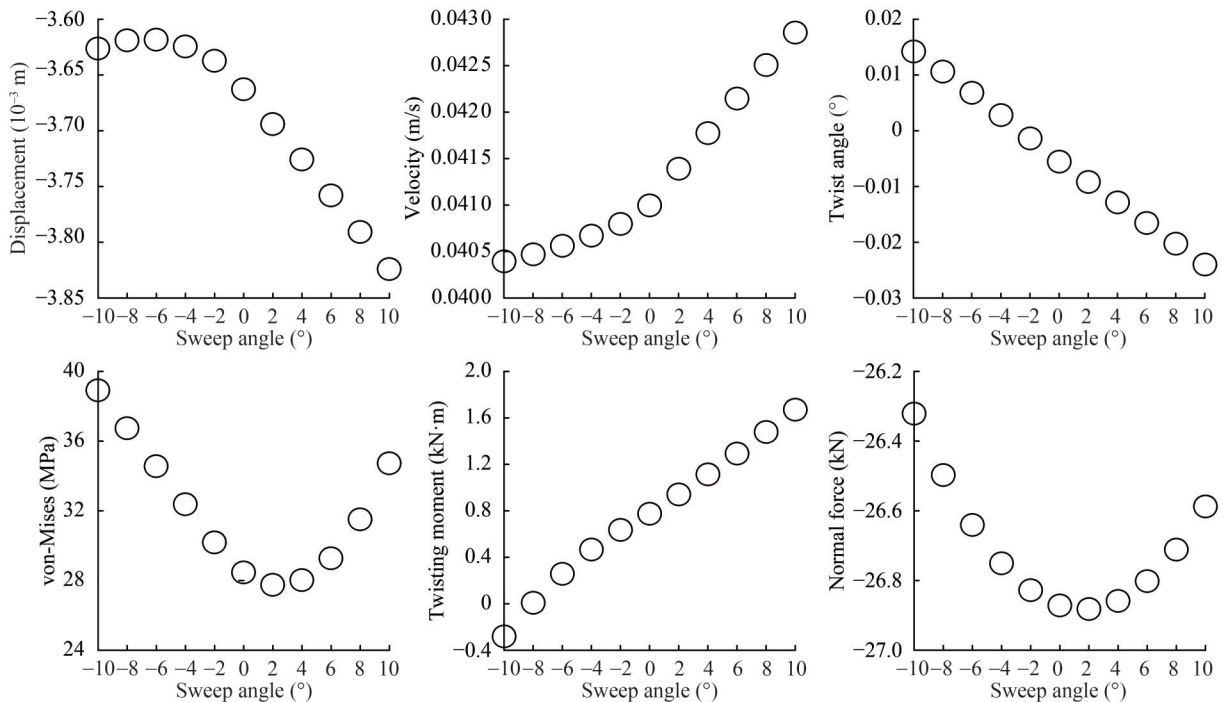 −3.60
−3.65
−3.70
−3.75
−3.80
−3.85
Displacement (10⁻³ m)
−10 −8 −6 −4 −2 0 2 4 6 8 10
Sweep angle (°)
0.0430
0.0425
0.0420
0.0415
0.0410
0.0405
0.0400
Velocity (m/s)
−10 −8 −6 −4 −2 0 2 4 6 8 10
Sweep angle (°)
0.02
0.01
0
−0.01
−0.02
−0.03
Twist angle (°)
−10 −8 −6 −4 −2 0 2 4 6 8 10
Sweep angle (°)
40
36
32
28
24
von-Mises (MPa)
−10 −8 −6 −4 −2 0 2 4 6 8 10
Sweep angle (°)
2.0
1.6
1.2
0.8
0.4
0
−0.4
Twisting moment (kN·m)
−10 −8 −6 −4 −2 0 2 4 6 8 10
Sweep angle (°)
−26.2
−26.4
−26.6
−26.8
−27.0
Normal force (kN)
−10 −8 −6 −4 −2 0 2 4 6 8 10
Sweep angle (°)